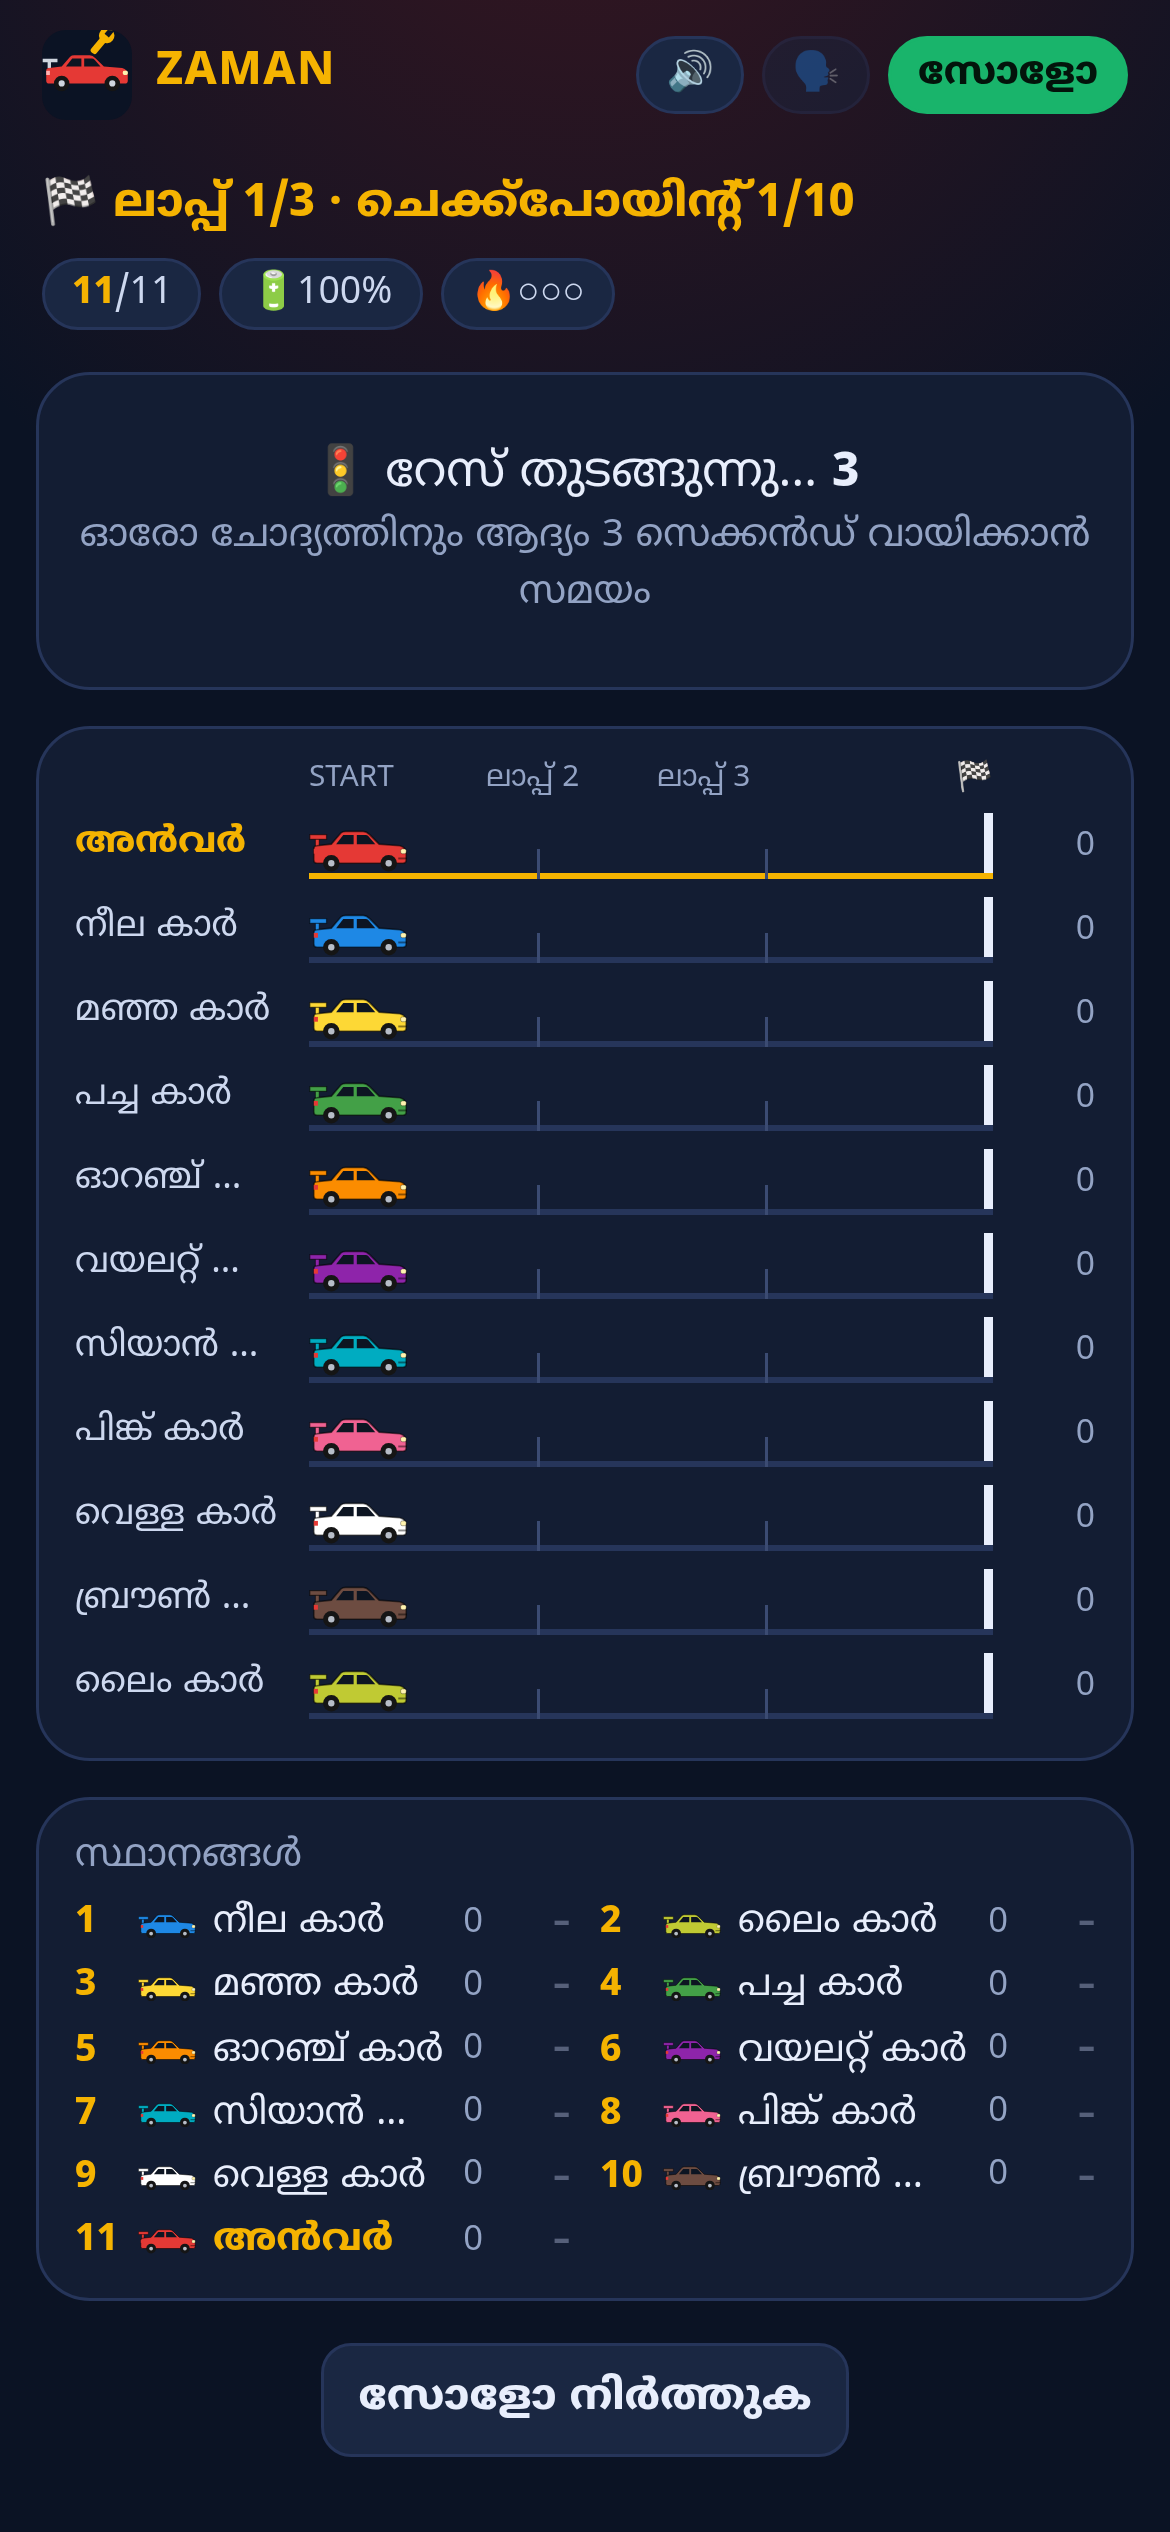 ZAMAN
സോളോ
ലാപ്പ് 1/3 · ചെക്ക്പോയിന്റ് 1/10
11/11
100%
റേസ് തുടങ്ങുന്നു... 3
ഓരോ ചോദ്യത്തിനും ആദ്യം 3 സെക്കൻഡ് വായിക്കാൻ
സമയം
START ലാപ്പ് 2 ലാപ്പ് 3
അൻവർ 0
നീല കാർ 0
മഞ്ഞ കാർ 0
പച്ച കാർ 0
ഓറഞ്ച് ... 0
വയലറ്റ് ... 0
സിയാൻ ... 0
പിങ്ക് കാർ 0
വെള്ള കാർ 0
ബ്രൗൺ ... 0
ലൈം കാർ 0
സ്ഥാനങ്ങൾ
1 നീല കാർ 0 – 2 ലൈം കാർ 0 –
3 മഞ്ഞ കാർ 0 – 4 പച്ച കാർ 0 –
5 ഓറഞ്ച് കാർ 0 – 6 വയലറ്റ് കാർ 0 –
7 സിയാൻ ... 0 – 8 പിങ്ക് കാർ 0 –
9 വെള്ള കാർ 0 – 10 ബ്രൗൺ ... 0 –
11 അൻവർ 0 –
സോളോ നിർത്തുക